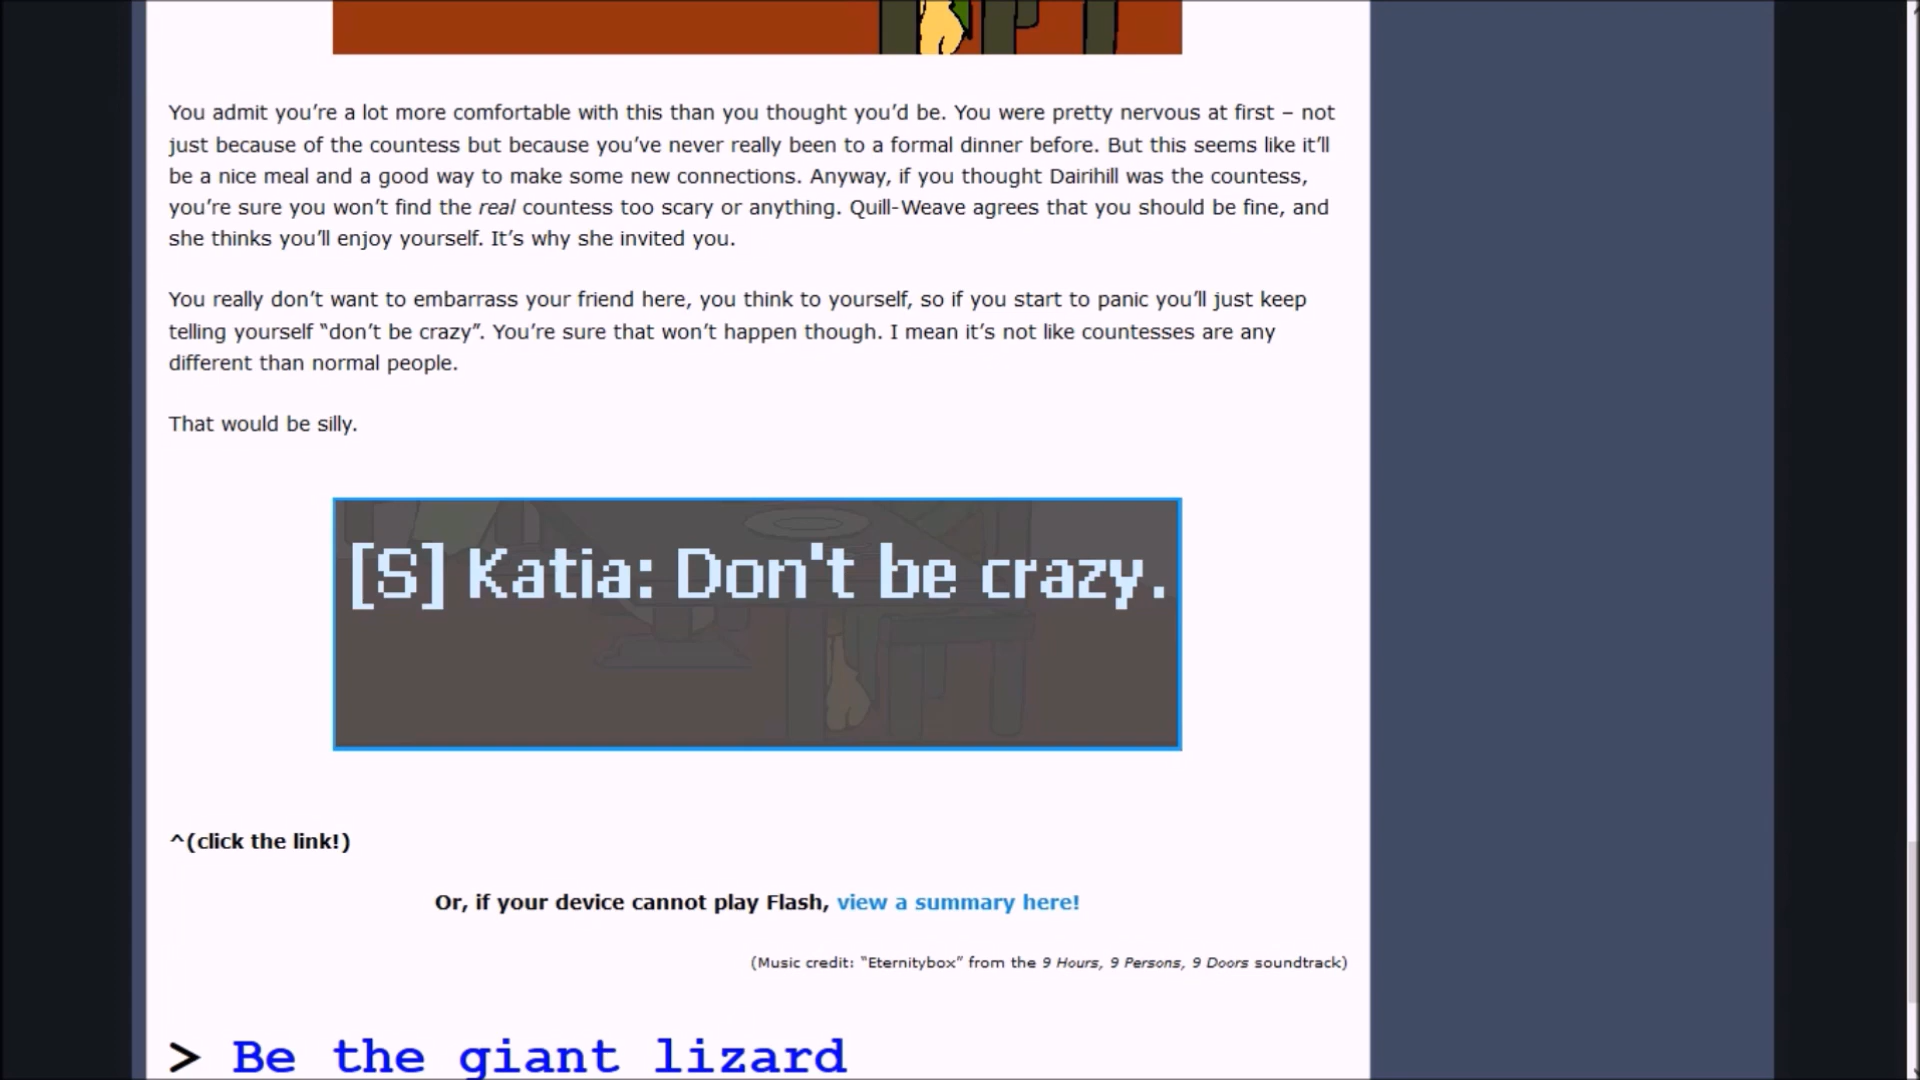 You admit you’re a lot more comfortable with this than you thought you’d be. You were pretty nervous at first – not
just because of the countess but because you’ve never really been to a formal dinner before. But this seems like it’ll
be a nice meal and a good way to make some new connections. Anyway, if you thought Dairihill was the countess,
you’re sure you won’t find the real countess too scary or anything. Quill-Weave agrees that you should be fine, and
she thinks you’ll enjoy yourself. It’s why she invited you.
You really don’t want to embarrass your friend here, you think to yourself, so if you start to panic you’ll just keep
telling yourself “don’t be crazy”. You’re sure that won’t happen though. I mean it’s not like countesses are any
different than normal people.
That would be silly.
[S] Katia: Don't be crazy.
^(click the link!)
Or, if your device cannot play Flash, view a summary here!
(Music credit: “Eternitybox” from the 9 Hours, 9 Persons, 9 Doors soundtrack)
> Be the giant lizard